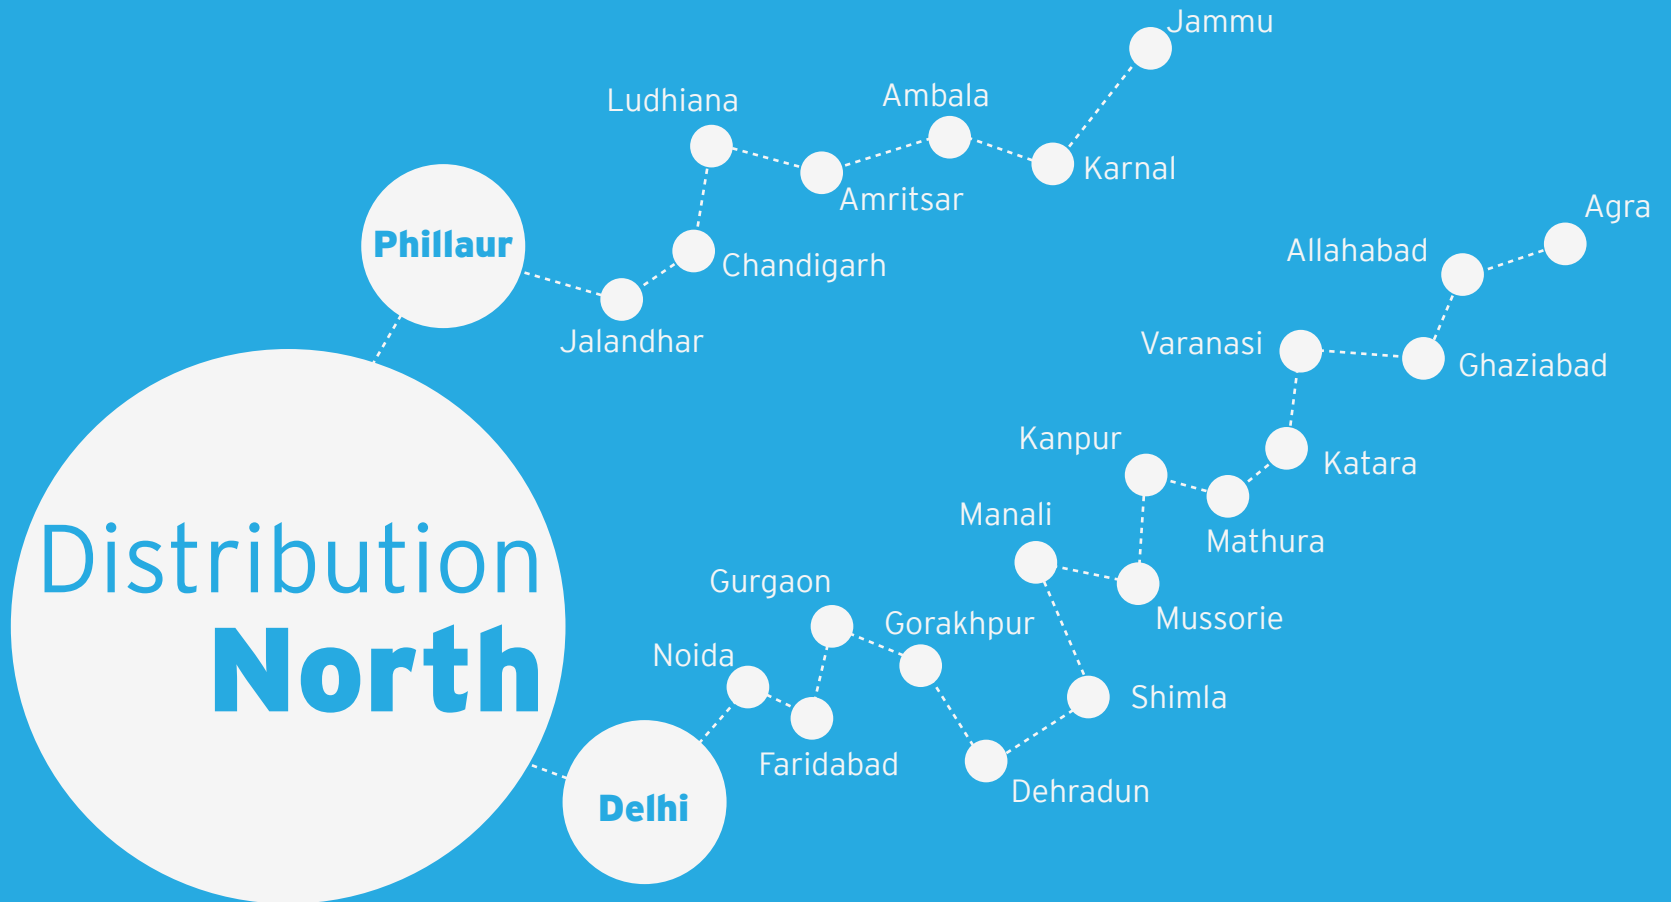 Distribution
North
Phillaur
Jalandhar
Chandigarh
Ludhiana
Amritsar
Ambala
Karnal
Jammu
Delhi
Noida
Faridabad
Gurgaon
Gorakhpur
Dehradun
Shimla
Manali
Mussorie
Kanpur
Mathura
Katara
Varanasi
Ghaziabad
Allahabad
Agra